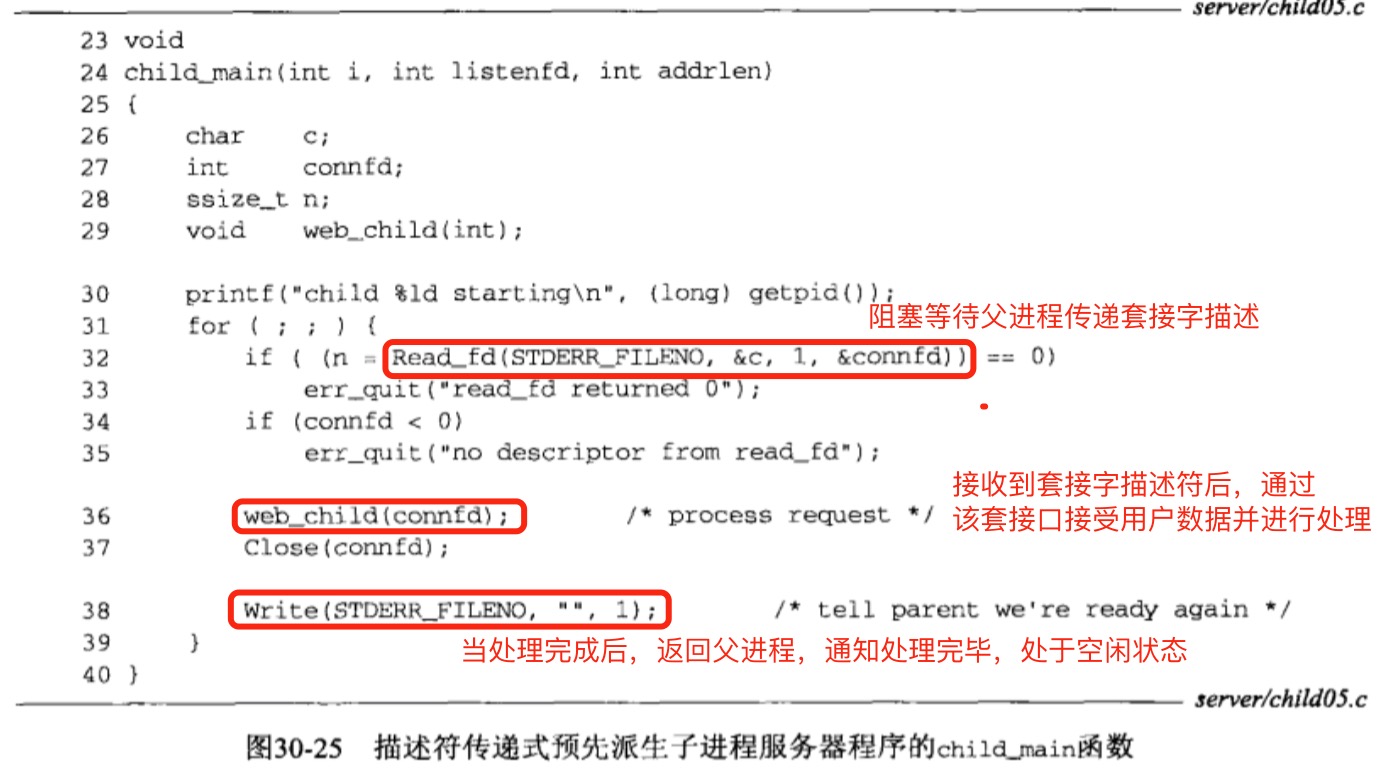 server/child05.c
23 void
24 child_main(int i, int listenfd, int addrlen)
25 {
26 char c;
27 int connfd;
28 ssize_t n;
29 void web_child(int);
30 printf("child %ld starting\n", (long) getpid());
31 for ( ; ; ) {
阻塞等待父进程传递套接字描述
32 if ( (n = Read_fd(STDERR_FILENO, &c, 1, &connfd)) == 0)
33 err_quit("read_fd returned 0");
34 if (connfd < 0)
35 err_quit("no descriptor from read_fd");
接收到套接字描述符后，通过
该套接口接受用户数据并进行处理
36 web_child(connfd); /* process request */
37 Close(connfd);
38 Write(STDERR_FILENO, "", 1); /* tell parent we're ready again */
39 }
当处理完成后，返回父进程，通知处理完毕，处于空闲状态
40 }
server/child05.c
图30-25 描述符传递式预先派生子进程服务器程序的child_main函数